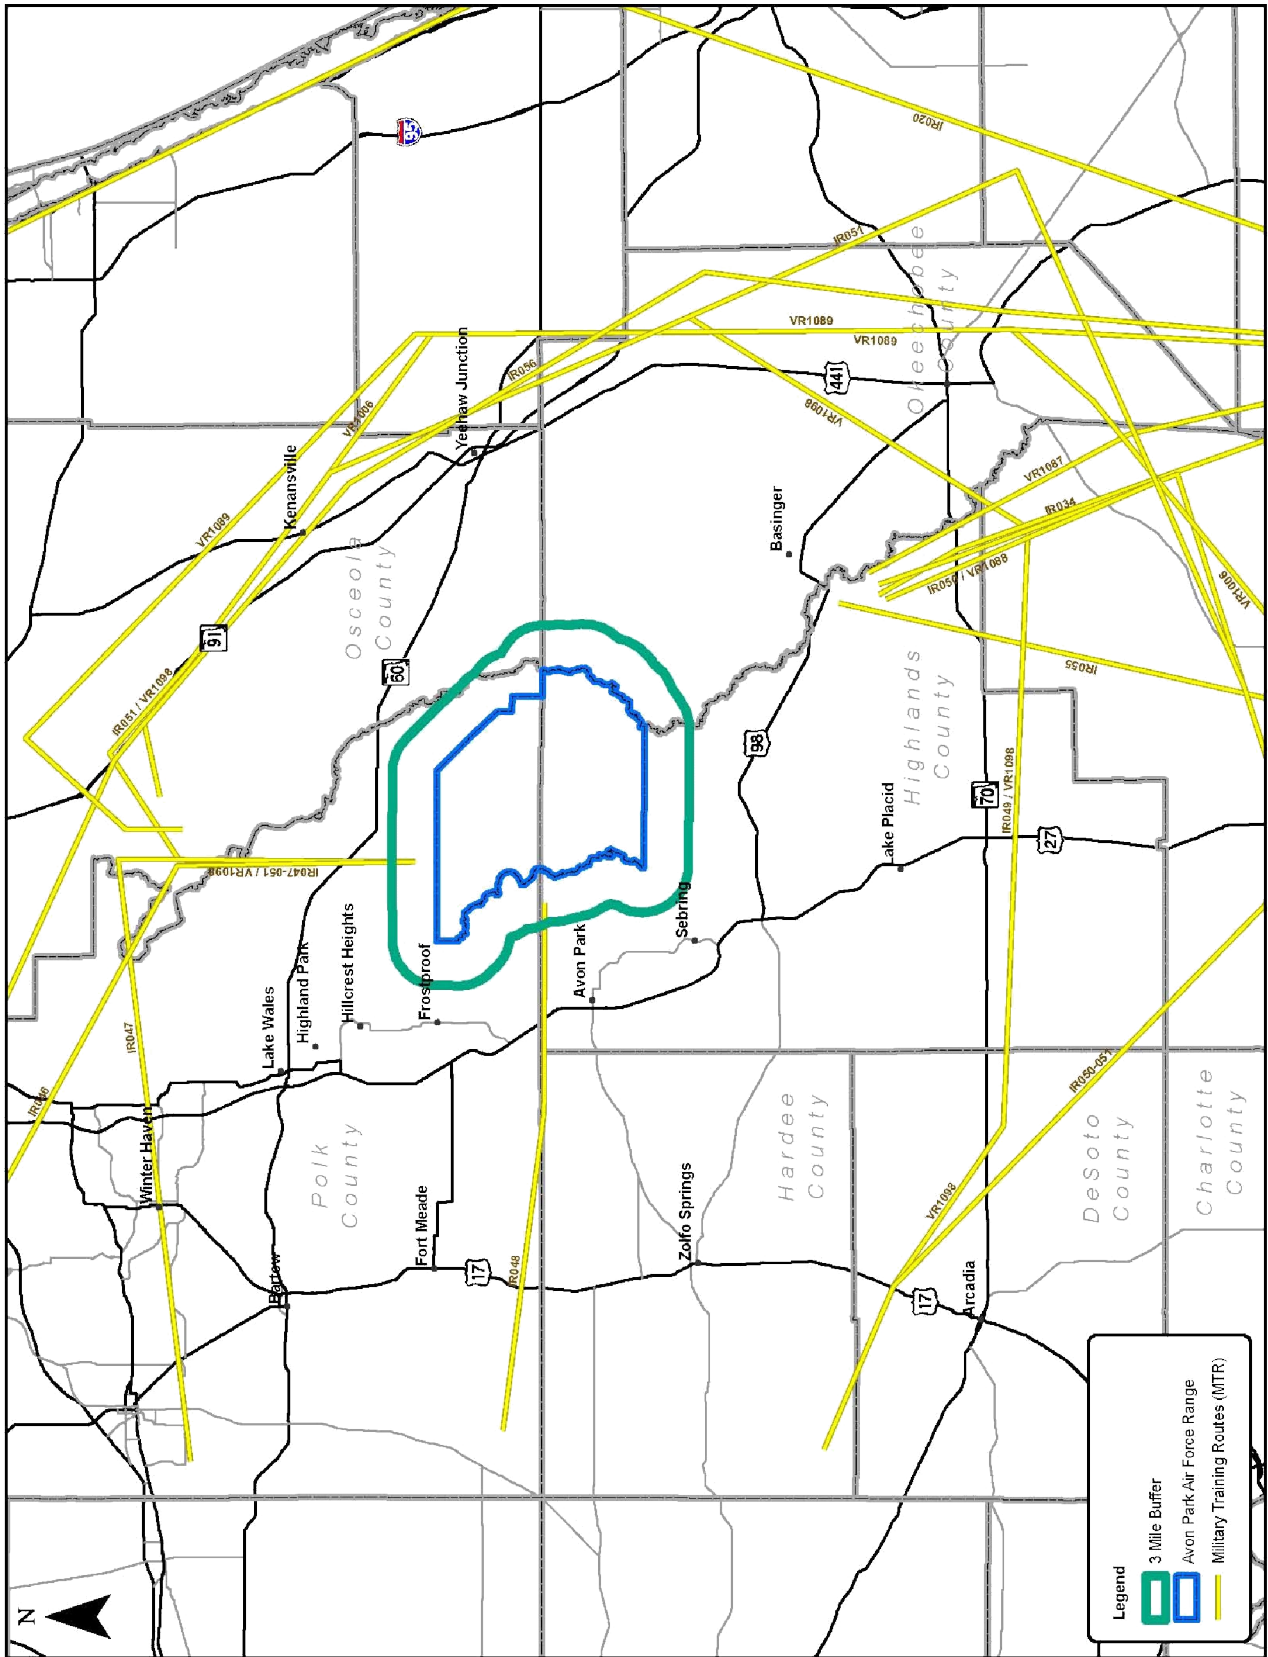 N
IR020
95
IR051
Okeechobee
County
VR1089
VR1089
IR056
Yeehaw Junction
VR1006
Kenansville
VR1089
441
VR1098
Basinger
VR1087
IR034
IR050 / VR1088
VR1006
IR055
Osceola
County
91
60
IR051 / VR1098
98
Highlands
County
Lake Placid
70
IR049 / VR1098
27
IR047-051 / VR1098
Sebring
Avon Park
Frostproof
Hillcrest Heights
Highland Park
Lake Wales
IR047
IR046
Winter Haven
Polk
County
Bartow
Fort Meade
17
IR048
Zolfo Springs
Hardee
County
IR050-051
VR1098
DeSoto
County
Charlotte
County
17
Arcadia
Legend
3 Mile Buffer
Avon Park Air Force Range
Military Training Routes (MTR)